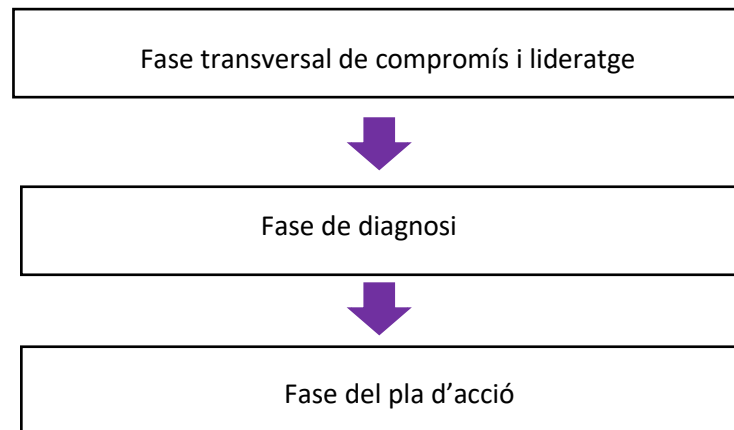 Fase transversal de compromís i lideratge
Fase de diagnosi
Fase del pla d’acció